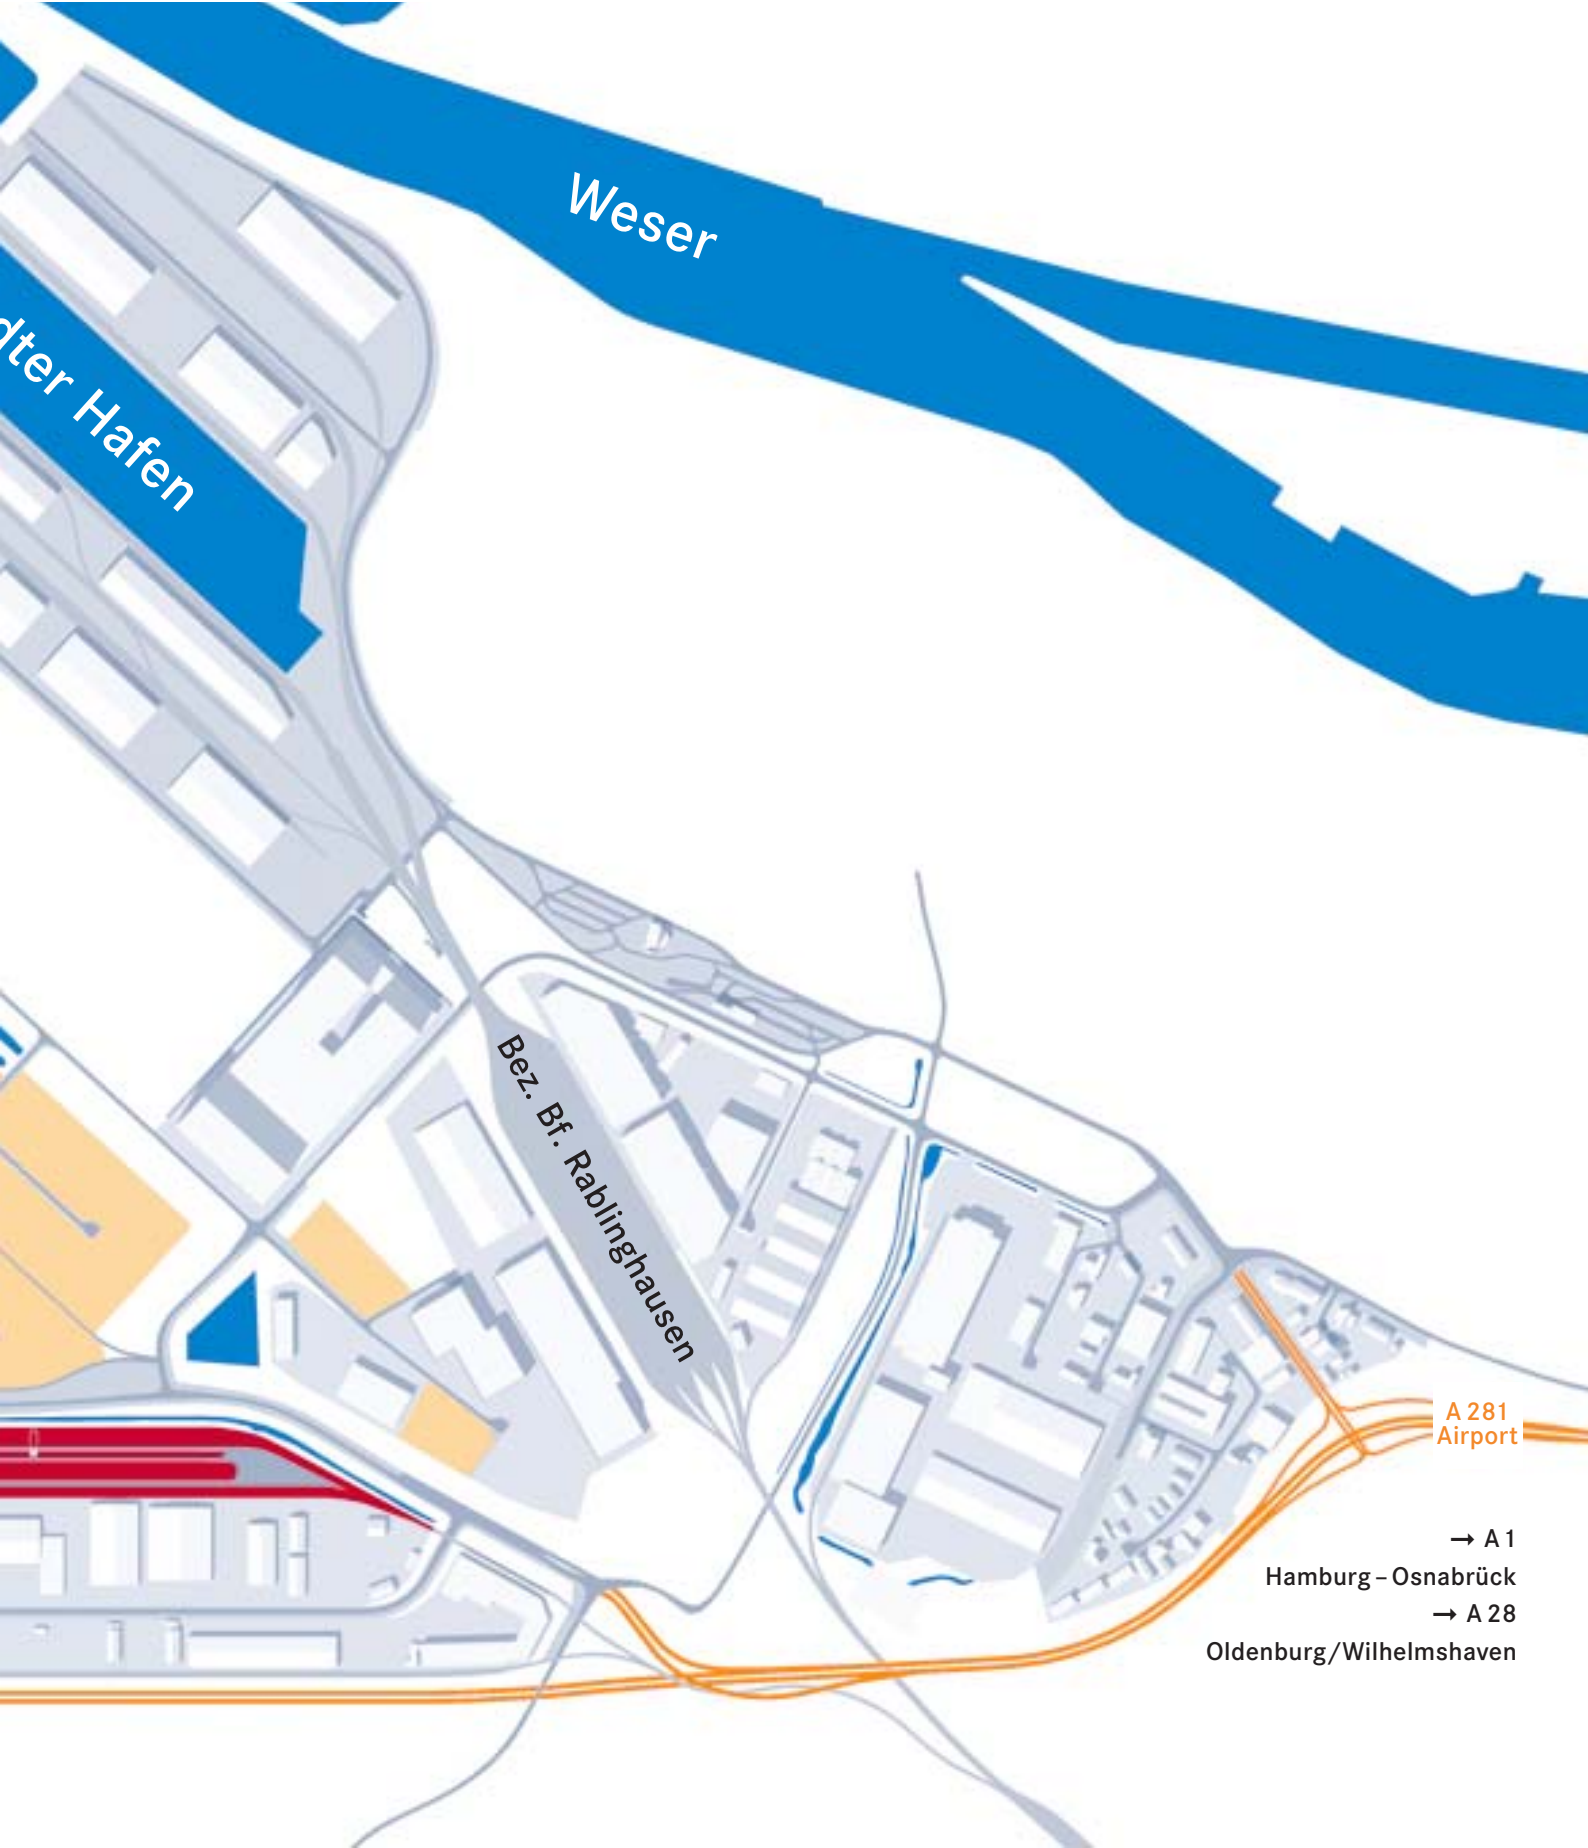 Weser
dter Hafen
Bez. Bf. Rablinghausen
A 281
Airport
→ A 1
Hamburg – Osnabrück
→ A 28
Oldenburg/Wilhelmshaven